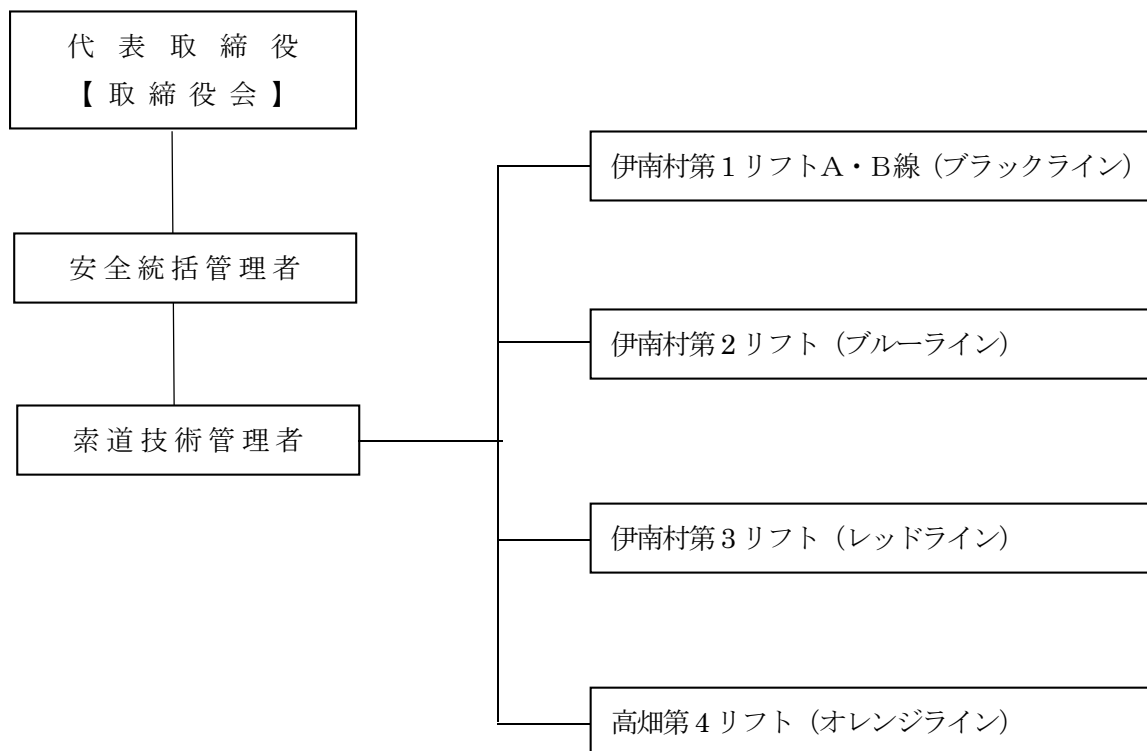 代表取締役
【取締役会】
伊南村第1リフトA・B線（ブラックライン）
安全統括管理者
伊南村第2リフト（ブルーライン）
索道技術管理者
伊南村第3リフト（レッドライン）
高畑第4リフト（オレンジライン）